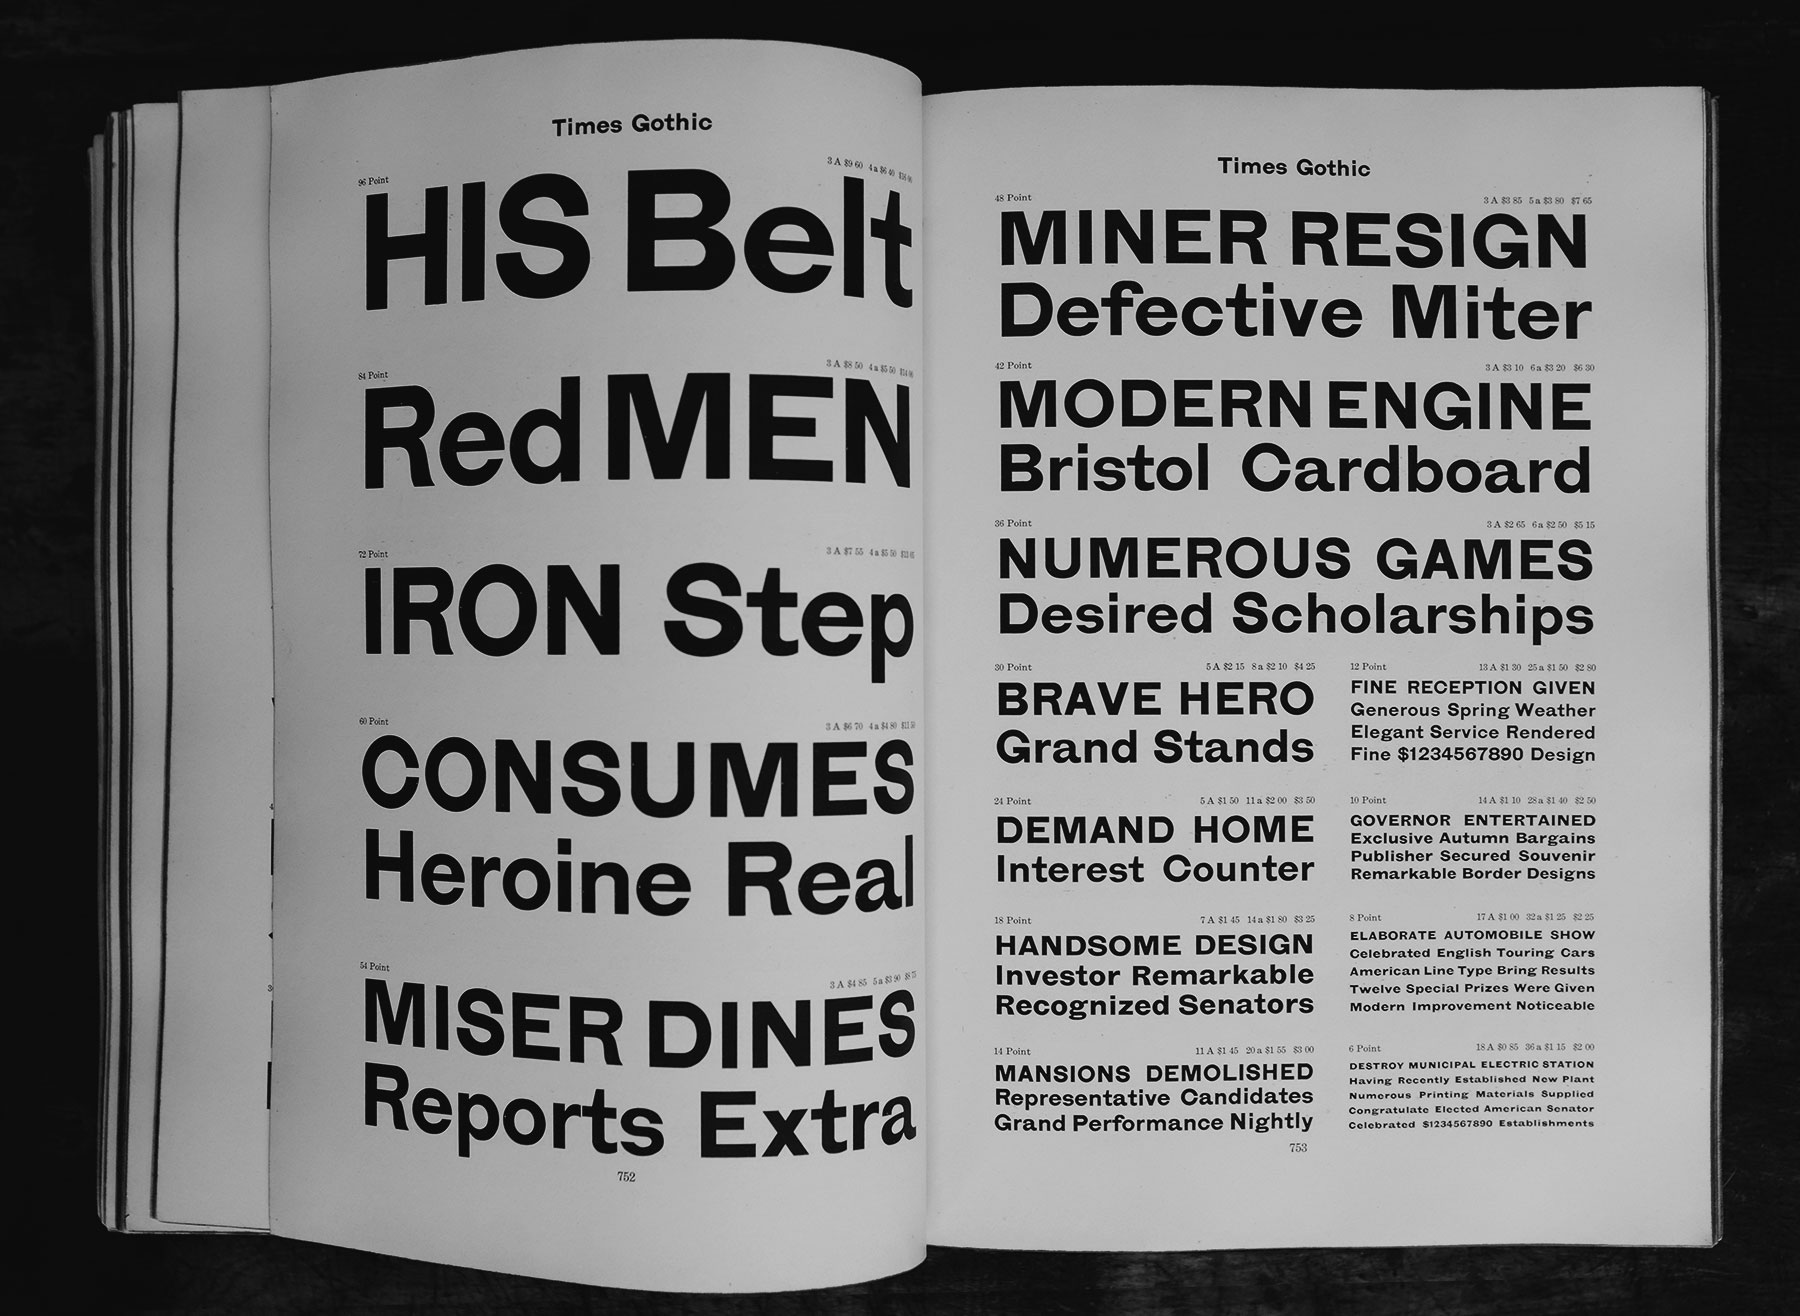 Times Gothic
96 Point
3 A $9 60 4 a $6 40
HIS Belt
84 Point
3 A $8 50 4 a $5 50
Red MEN
72 Point
3 A $7 55 4 a $5 50
IRON Step
60 Point
3 A $6 70 4 a $4 80
CONSUMES
Heroine Real
54 Point
3 A $4 85 5 a $3 90 $8 75
MISER DINES
Reports Extra
752
Times Gothic
48 Point 3 A $3 85 5 a $3 80 $7 65
MINER RESIGN
Defective Miter
42 Point 3 A $3 10 6 a $3 20 $6 30
MODERN ENGINE
Bristol Cardboard
36 Point 3 A $2 65 6 a $2 50 $5 15
NUMEROUS GAMES
Desired Scholarships
30 Point 5 A $2 15 8 a $2 10 $4 25
BRAVE HERO
Grand Stands
24 Point 5 A $1 50 11 a $2 00 $3 50
DEMAND HOME
Interest Counter
18 Point 7 A $1 45 14 a $1 80 $3 25
HANDSOME DESIGN
Investor Remarkable
Recognized Senators
14 Point 11 A $1 45 20 a $1 55 $3 00
MANSIONS DEMOLISHED
Representative Candidates
Grand Performance Nightly
12 Point 13 A $1 30 25 a $1 50 $2 80
FINE RECEPTION GIVEN
Generous Spring Weather
Elegant Service Rendered
Fine $1234567890 Design
10 Point 14 A $1 10 28 a $1 40 $2 50
GOVERNOR ENTERTAINED
Exclusive Autumn Bargains
Publisher Secured Souvenir
Remarkable Border Designs
8 Point 17 A $1 00 32 a $1 25 $2 25
ELABORATE AUTOMOBILE SHOW
Celebrated English Touring Cars
American Line Type Bring Results
Twelve Special Prizes Were Given
Modern Improvement Noticeable
6 Point 18 A $0 85 36 a $1 15 $2 00
DESTROY MUNICIPAL ELECTRIC STATION
Having Recently Established New Plant
Numerous Printing Materials Supplied
Congratulate Elected American Senator
Celebrated $1234567890 Establishments
753